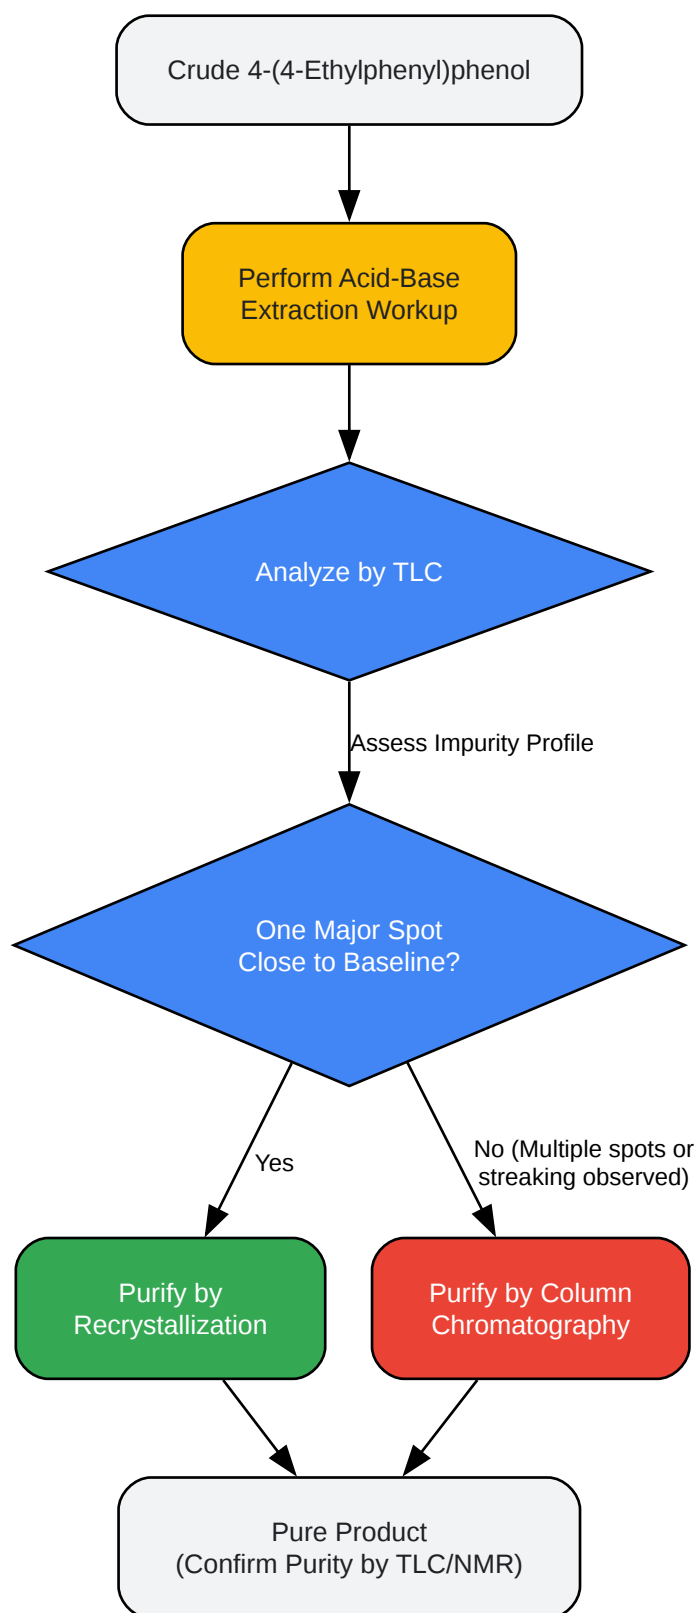 Crude 4-(4-Ethylphenyl)phenol
Perform Acid-Base
Extraction Workup
Analyze by TLC
Assess Impurity Profile
One Major Spot
Close to Baseline?
Yes
No (Multiple spots or
streaking observed)
Purify by
Recrystallization
Purify by Column
Chromatography
Pure Product
(Confirm Purity by TLC/NMR)